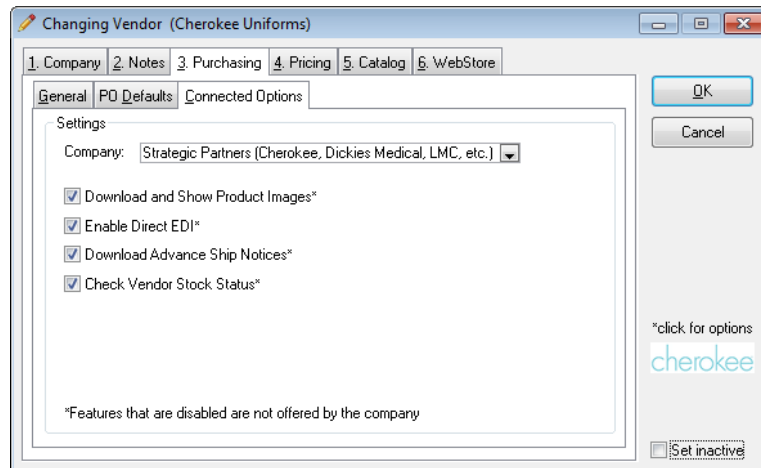 Changing Vendor (Cherokee Uniforms)
1. Company 2. Notes 3. Purchasing 4. Pricing 5. Catalog 6. WebStore
General PO Defaults Connected Options
OK
Cancel
Settings
Company: Strategic Partners (Cherokee, Dickies Medical, LMC, etc.)
Download and Show Product Images*
Enable Direct EDI*
Download Advance Ship Notices*
Check Vendor Stock Status*
*click for options
cherokee
*Features that are disabled are not offered by the company
Set inactive